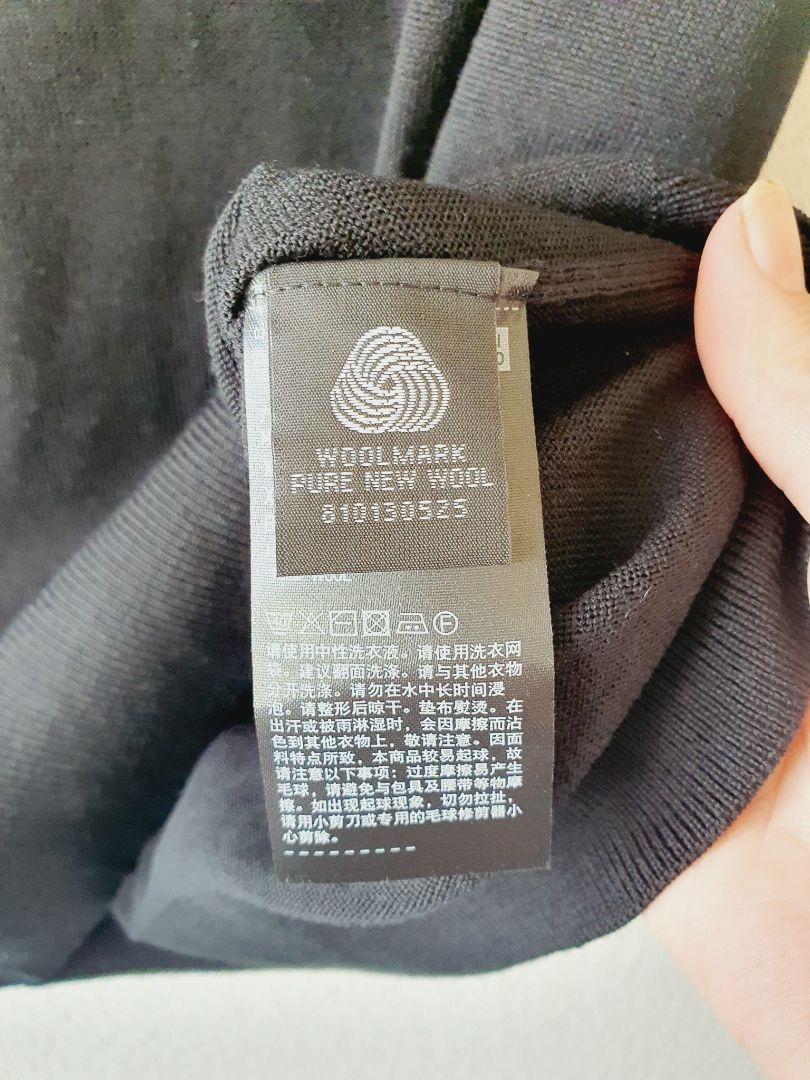 WOOLMARK
PURE NEW WOOL
610130525
WOOL
F
请使用中性洗衣液。请使用洗衣网
袋。建议翻面洗涤。请与其他衣物
分开洗涤。请勿在水中长时间浸
泡。请整形后晾干。垫布熨烫。在
出汗或被雨淋湿时，会因摩擦而沾
色到其他衣物上，敬请注意。因面
料特点所致，本商品较易起球，故
请注意以下事项：过度摩擦易产生
毛球，请避免与包具及腰带等物摩
擦。如出现起球现象，切勿拉扯，
请用小剪刀或专用的毛球修剪器小
心剪除。
---------